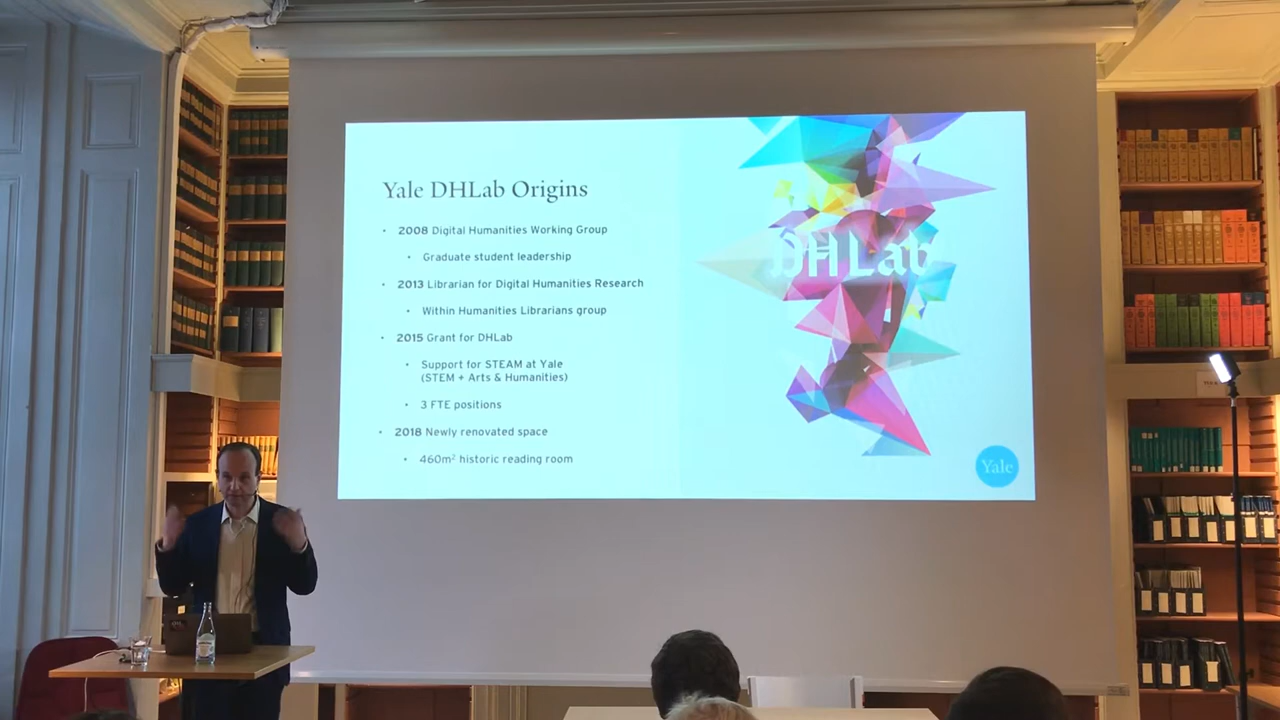 Yale DHLab Origins
• 2008 Digital Humanities Working Group
• Graduate student leadership
• 2013 Librarian for Digital Humanities Research
• Within Humanities Librarians group
• 2015 Grant for DHLab
• Support for STEAM at Yale
(STEM + Arts & Humanities)
• 3 FTE positions
• 2018 Newly renovated space
• 460m² historic reading room
DHLab
Yale